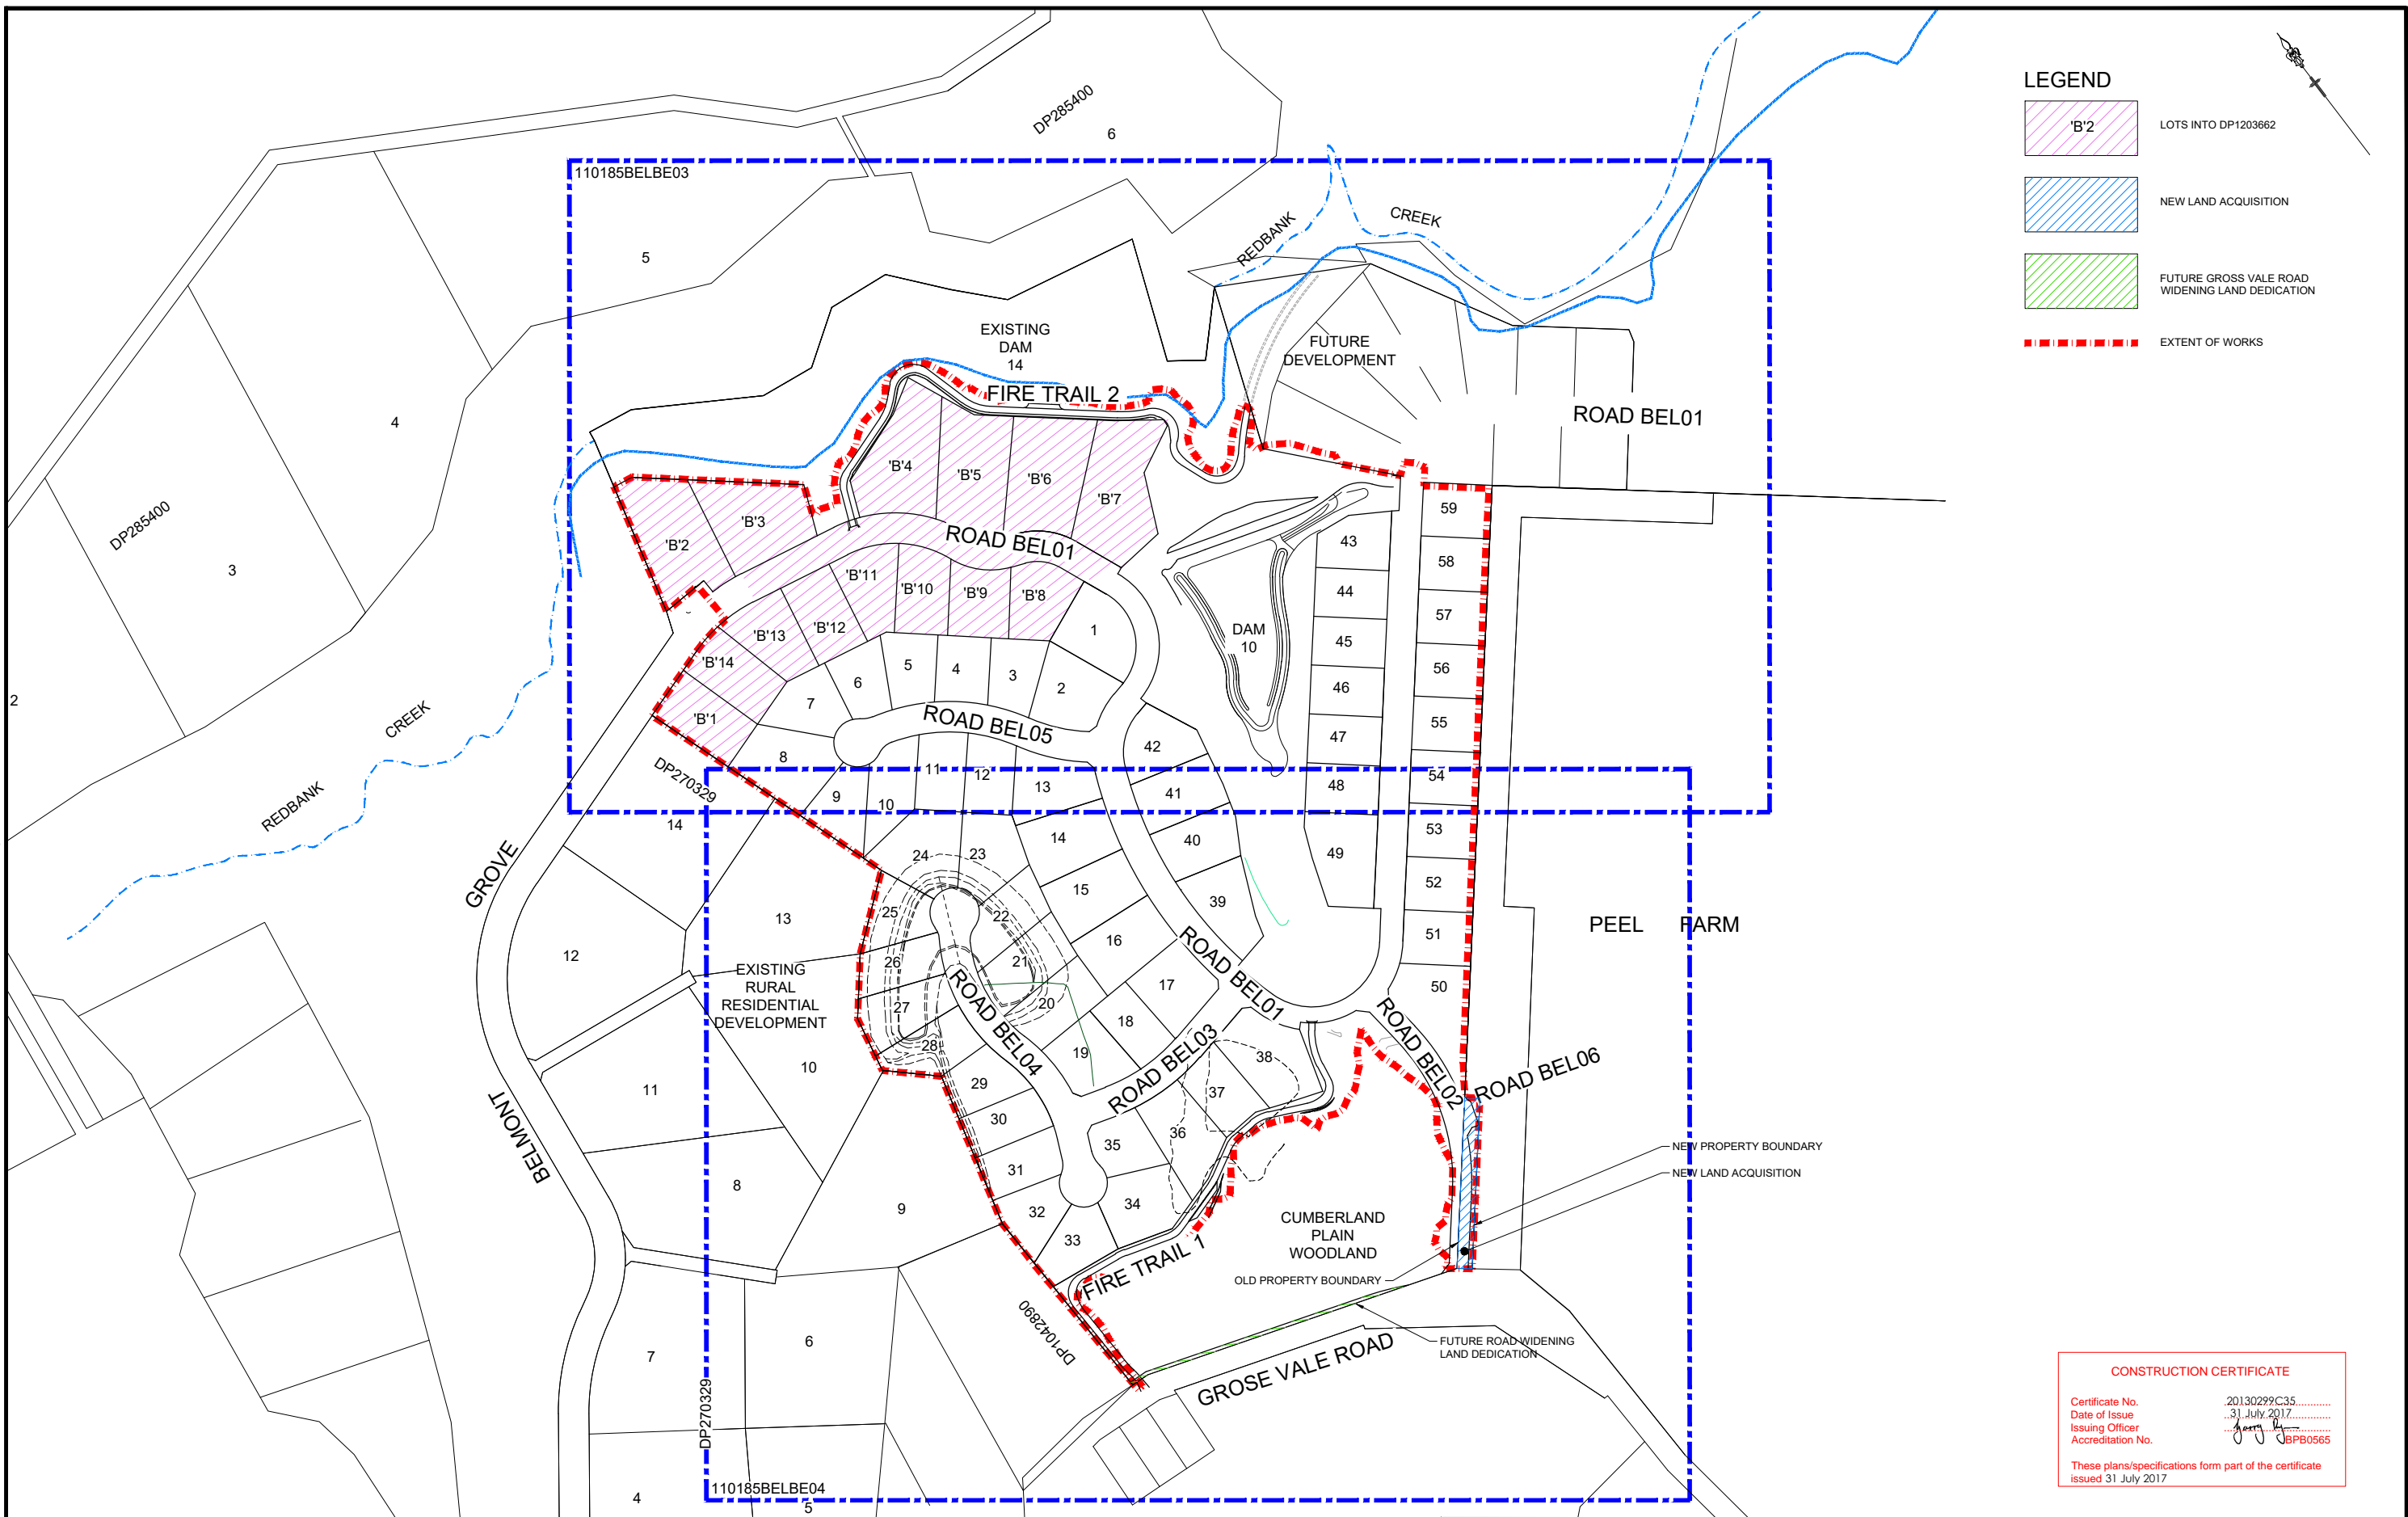 LEGEND
'B'2
LOTS INTO DP1203662
NEW LAND ACQUISITION
FUTURE GROSS VALE ROAD
WIDENING LAND DEDICATION
EXTENT OF WORKS
DP285400
6
110185BELBE03
5
REDBANK
CREEK
EXISTING
DAM
14
FUTURE
DEVELOPMENT
FIRE TRAIL 2
ROAD BEL01
4
DP285400
3
2
'B'4
'B'5
'B'6
'B'7
'B'3
'B'2
ROAD BEL01
'B'11
'B'10
'B'9
'B'8
'B'13
'B'12
'B'14
'B'1
1
2
3
4
5
6
7
8
ROAD BEL05
DAM
10
43
44
45
46
47
48
49
59
58
57
56
55
54
53
52
51
50
42
41
40
39
9
10
11
12
13
14
15
16
17
18
19
20
21
22
23
24
25
26
27
28
29
30
31
32
33
34
35
36
37
38
CREEK
REDBANK
DP270329
14
13
12
GROVE
BELMONT
EXISTING
RURAL
RESIDENTIAL
DEVELOPMENT
10
11
8
9
7
6
4
5
ROAD BEL04
ROAD BEL03
ROAD BEL01
ROAD BEL02
ROAD BEL06
PEEL FARM
NEW PROPERTY BOUNDARY
NEW LAND ACQUISITION
CUMBERLAND
PLAIN
WOODLAND
OLD PROPERTY BOUNDARY
FIRE TRAIL 1
DP1042890
FUTURE ROAD WIDENING
LAND DEDICATION
GROSE VALE ROAD
DP270329
110185BELBE04
CONSTRUCTION CERTIFICATE
Certificate No. 20130299C35
Date of Issue 31 July 2017
Issuing Officer
Accreditation No. BPB0565
These plans/specifications form part of the certificate
issued 31 July 2017